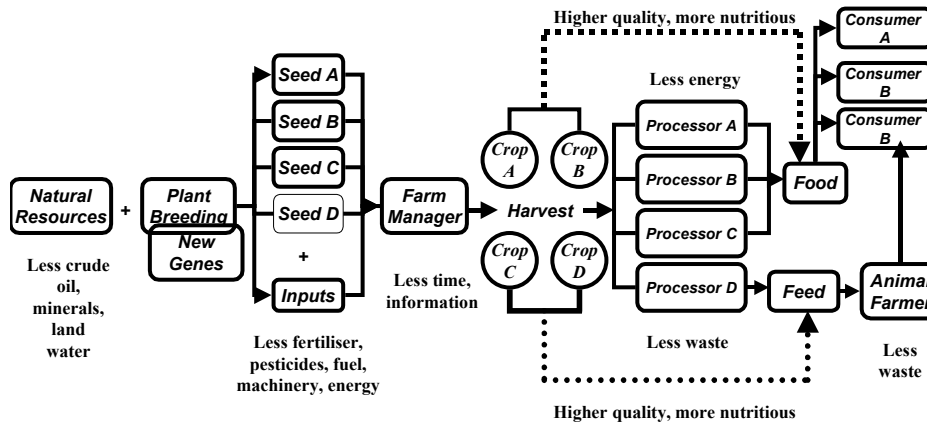 Higher quality, more nutritious
Consumer
A
Consumer
B
Consumer
B
Less energy
Seed A
Seed B
Seed C
Seed D
+
Inputs
Natural
Resources
+
Plant
Breeding
New
Genes
Farm
Manager
Crop
A
Crop
B
Harvest
Crop
C
Crop
D
Processor A
Processor B
Processor C
Processor D
Food
Feed
Animal
Farmer
Less crude
oil,
minerals,
land
water
Less time,
information
Less fertiliser,
pesticides, fuel,
machinery, energy
Less waste
Less
waste
Higher quality, more nutritious